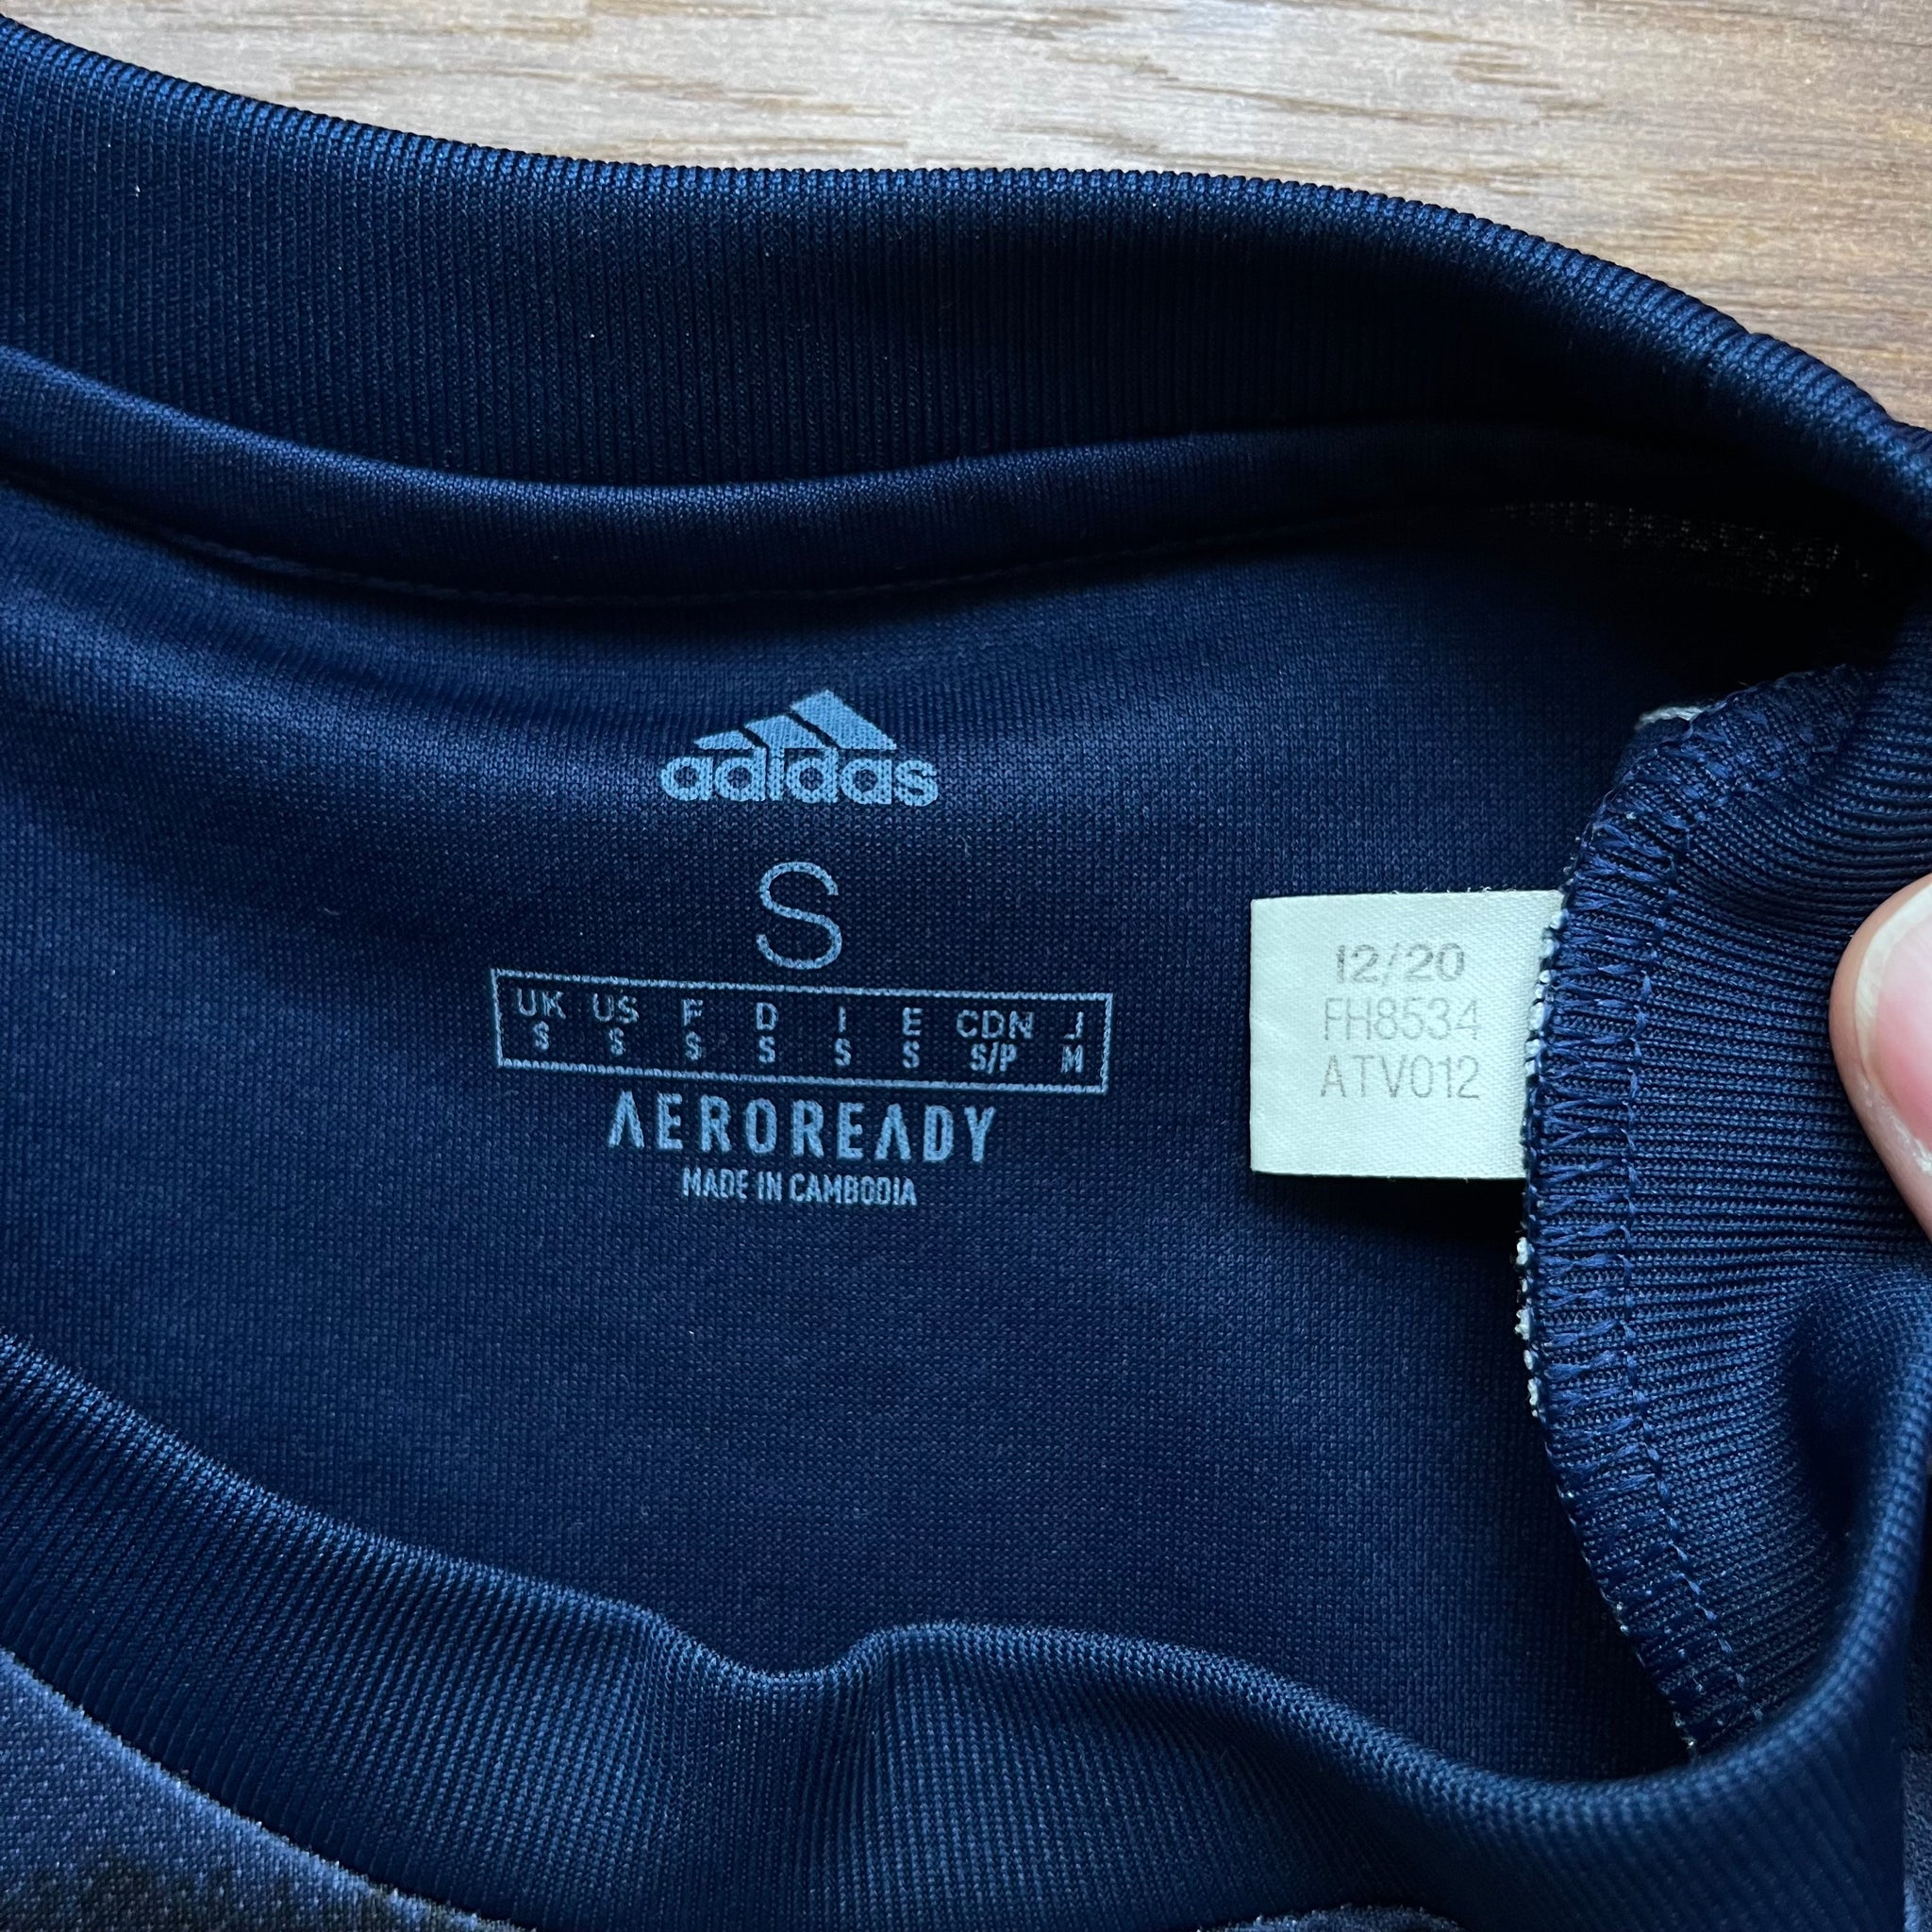 adidas
S
UK US F D I E CDN J
S S S S S S S/P M
AEROREADY
MADE IN CAMBODIA
12/20
FH8534
ATV012